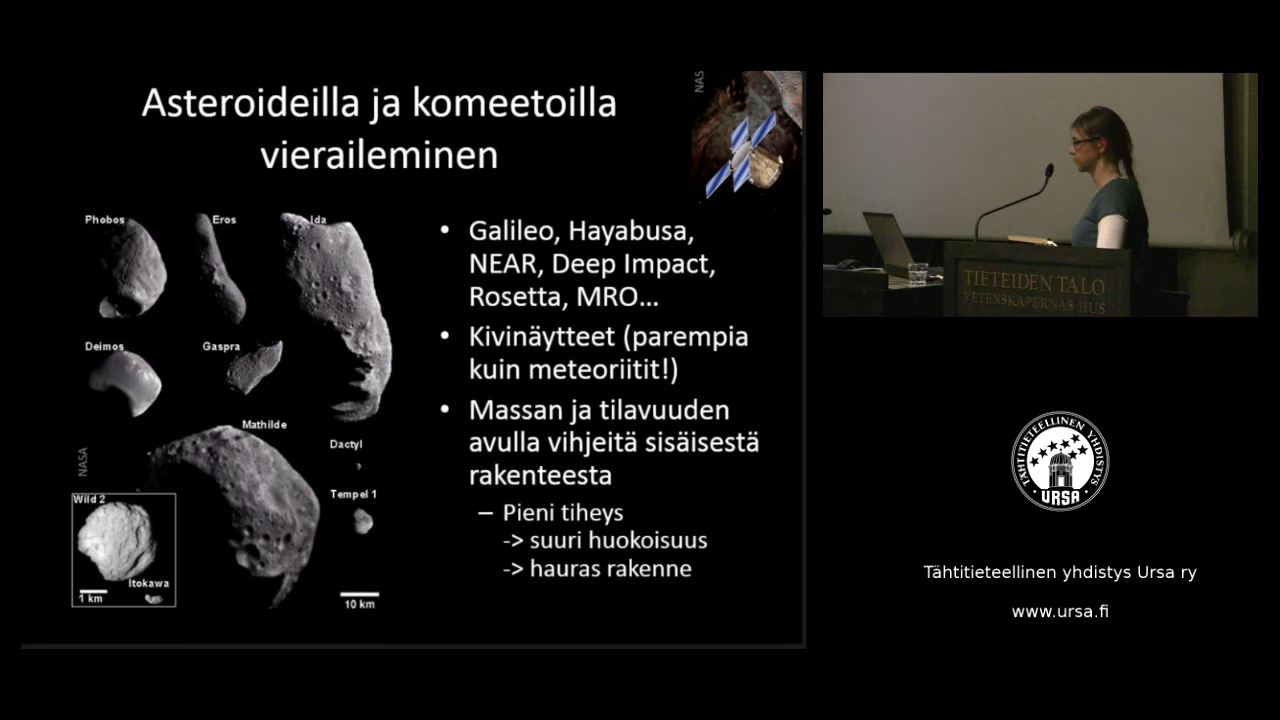 Asteroideilla ja komeetoilla
vieraileminen
NAS
Phobos
Eros
Ida
Deimos
Gaspra
Mathilde
Dactyl
Tempel 1
NASA
Wild 2
Itokawa
1 km
10 km
• Galileo, Hayabusa,
NEAR, Deep Impact,
Rosetta, MRO...
• Kivinäytteet (parempia
kuin meteoriitit!)
• Massan ja tilavuuden
avulla vihjeitä sisäisestä
rakenteesta
– Pieni tiheys
-> suuri huokoisuus
-> hauras rakenne
TIETEIDEN TALO
VETENSKAPERNAS HUS
TÄHTITIETEELLINEN YHDISTYS
URSA
Tähtitieteellinen yhdistys Ursa ry
www.ursa.fi